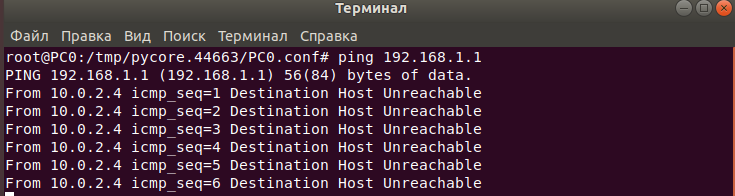 Терминал
Файл Правка Вид Поиск Терминал Справка
root@PC0:/tmp/pycore.44663/PC0.conf# ping 192.168.1.1
PING 192.168.1.1 (192.168.1.1) 56(84) bytes of data.
From 10.0.2.4 icmp_seq=1 Destination Host Unreachable
From 10.0.2.4 icmp_seq=2 Destination Host Unreachable
From 10.0.2.4 icmp_seq=3 Destination Host Unreachable
From 10.0.2.4 icmp_seq=4 Destination Host Unreachable
From 10.0.2.4 icmp_seq=5 Destination Host Unreachable
From 10.0.2.4 icmp_seq=6 Destination Host Unreachable